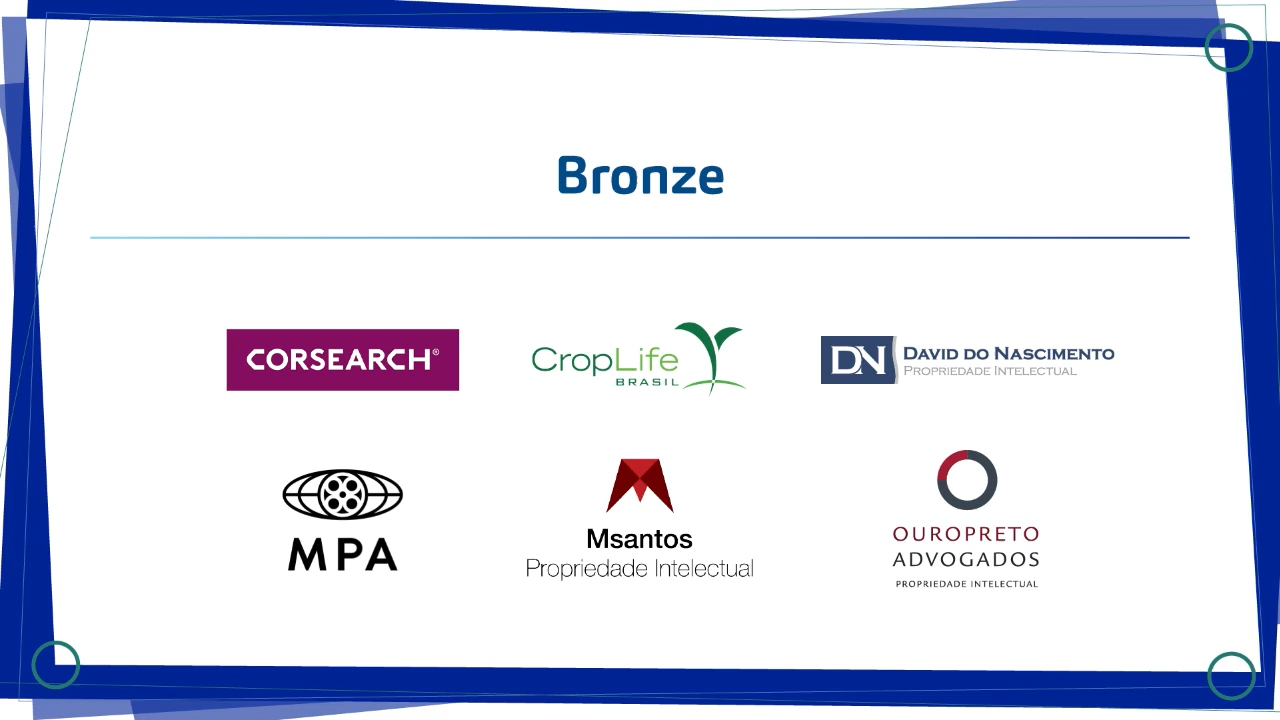 Bronze
CORSEARCH®
CropLife
BRASIL
DN
DAVID DO NASCIMENTO
PROPRIEDADE INTELECTUAL
MPA
Msantos
Propriedade Intelectual
OUROPRETO
ADVOGADOS
PROPRIEDADE INTELECTUAL